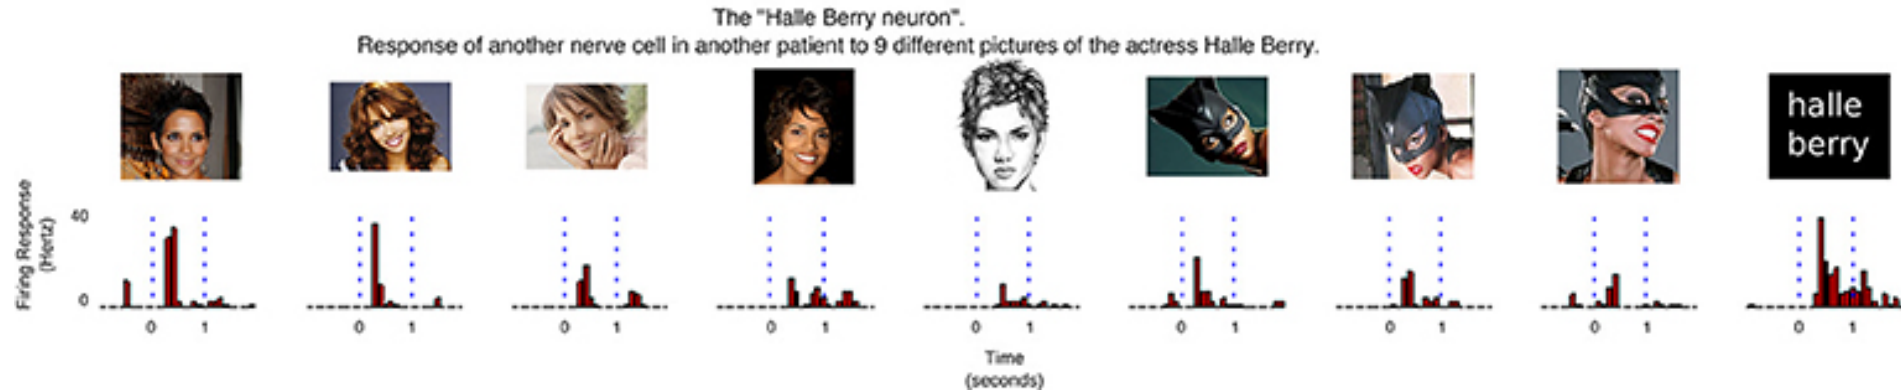 The "Halle Berry neuron".
Response of another nerve cell in another patient to 9 different pictures of the actress Halle Berry.
halle
berry
Firing Response
(Hertz)
40
0
0 1 0 1 0 1 0 1 0 1 0 1 0 1 0 1 0 1
Time
(seconds)